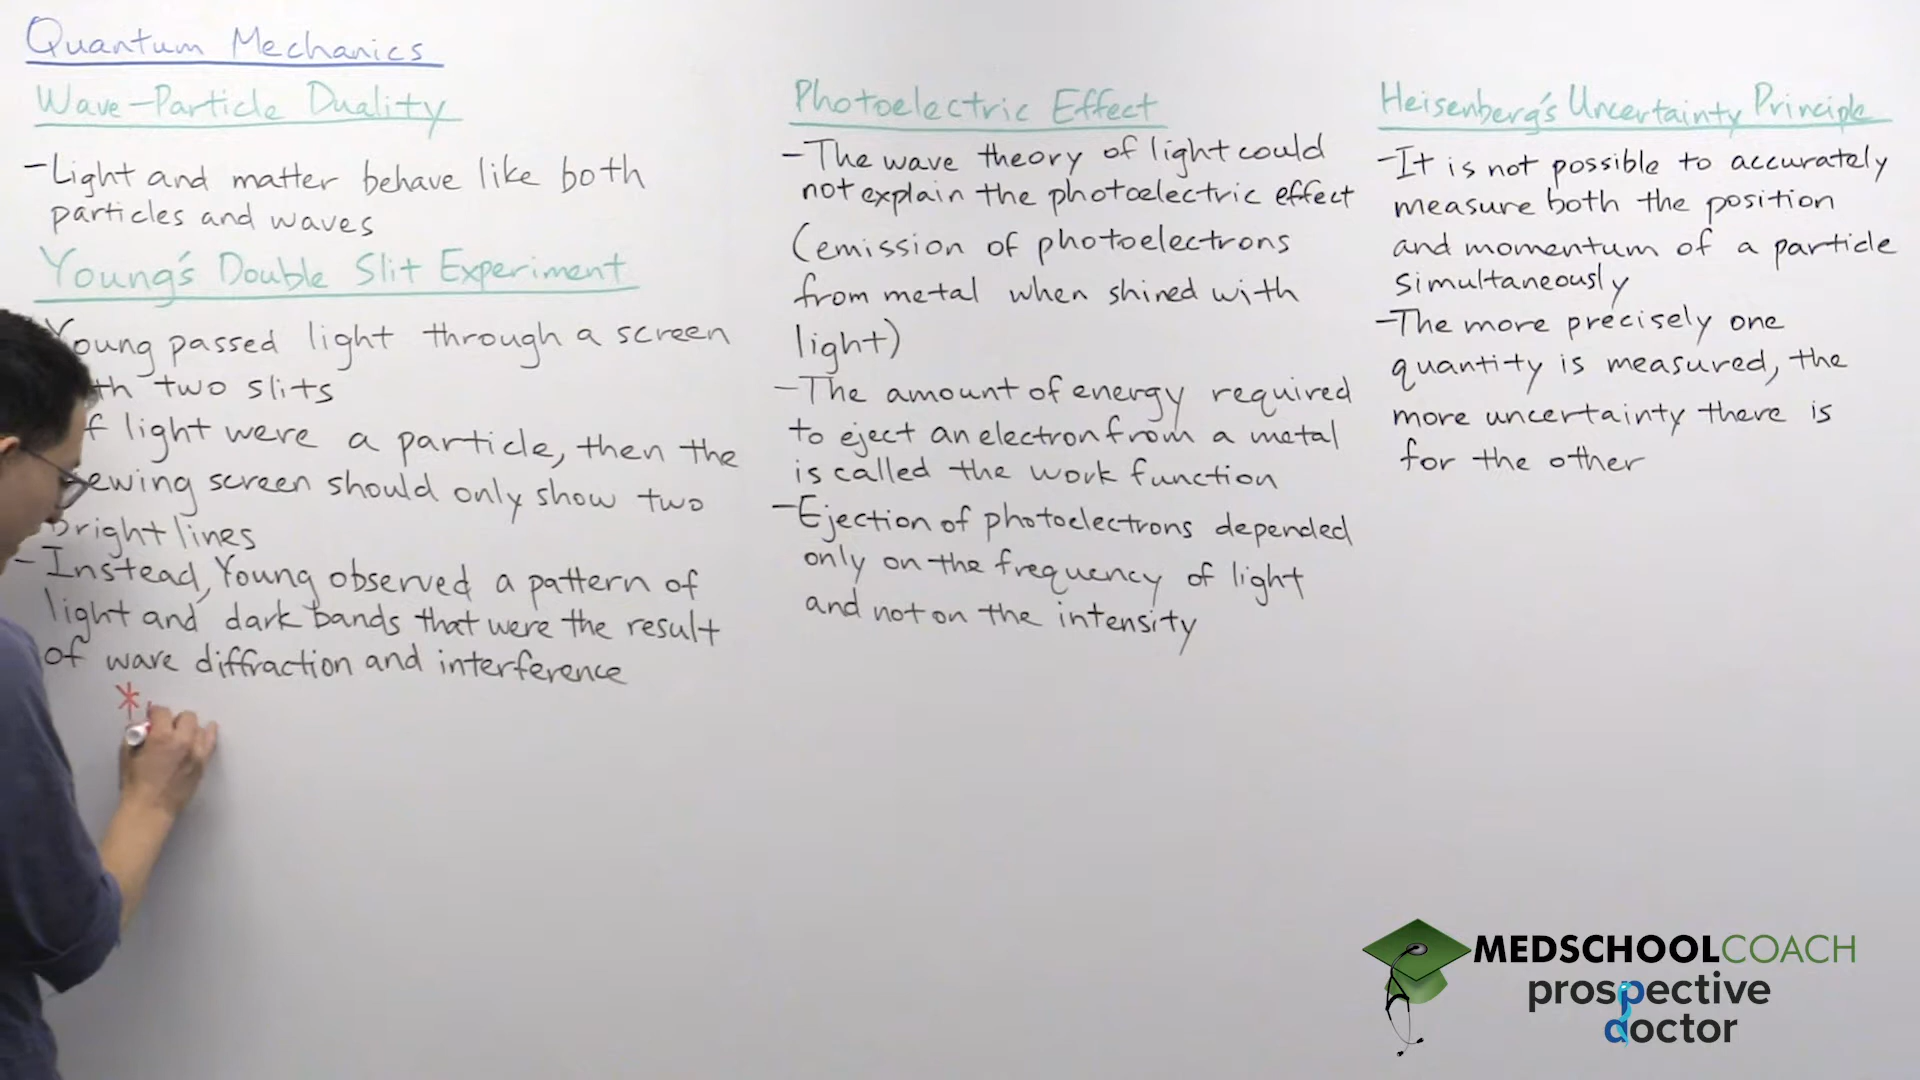 Quantum Mechanics
Wave-Particle Duality
-Light and matter behave like both
particles and waves
Young's Double Slit Experiment
Young passed light through a screen
two slits
light were a particle, then the
screen should only show two
bright lines
-Instead, Young observed a pattern of
light and dark bands that were the result
of wave diffraction and interference
*
Photoelectric Effect
-The wave theory of light could
not explain the photoelectric effect
(emission of photoelectrons
from metal when shined with
light)
-The amount of energy required
to eject an electron from a metal
is called the work function
-Ejection of photoelectrons depended
only on the frequency of light
and not on the intensity
Heisenberg's Uncertainty Principle
-It is not possible to accurately
measure both the position
and momentum of a particle
simultaneously
-The more precisely one
quantity is measured, the
more uncertainty there is
for the other
MEDSCHOOLCOACH
prospective
doctor